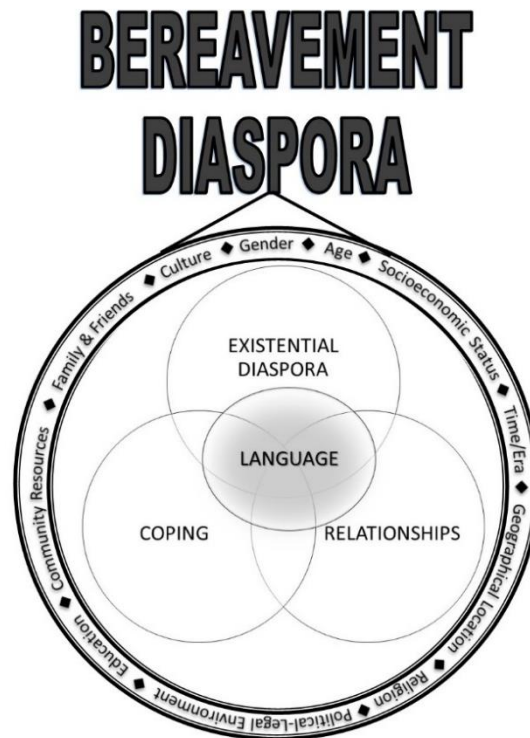 BEREAVEMENT
DIASPORA
Family & Friends ◆ Culture ◆ Gender ◆ Age ◆ Socioeconomic Status ◆ Time/Era ◆ Geographical Location ◆ Religion ◆ Political-Legal Environment ◆ Education ◆ Community Resources ◆
EXISTENTIAL
DIASPORA
LANGUAGE
COPING
RELATIONSHIPS